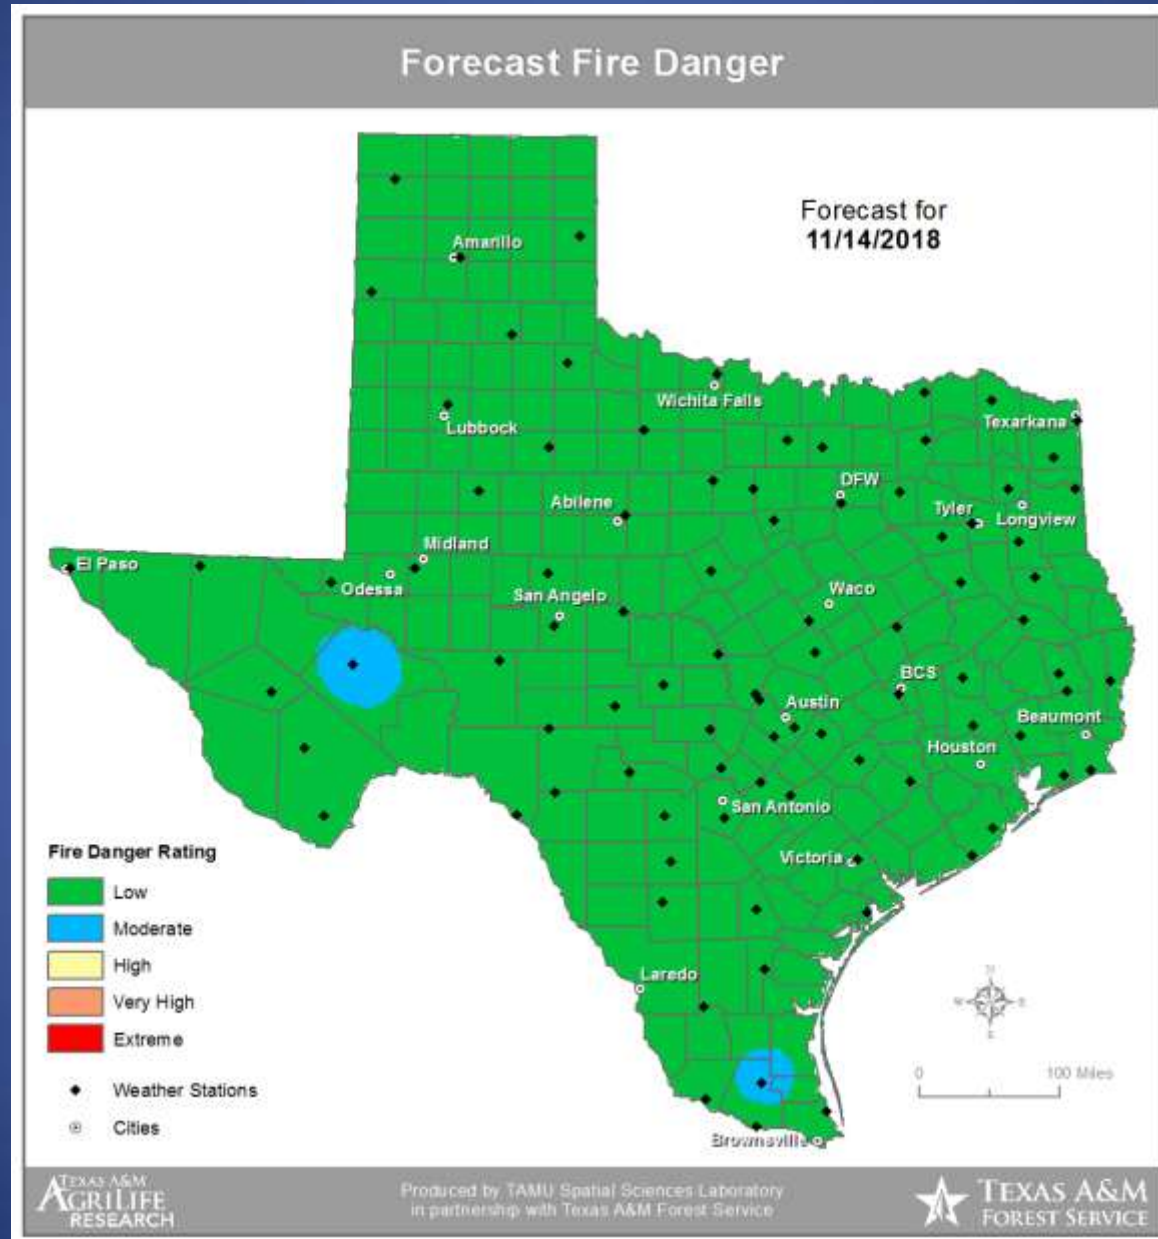 Forecast Fire Danger
Forecast for
11/14/2018
Amarillo
Wichita Falls
Lubbock
Texarkana
DFW
Abilene
Tyler
Longview
Midland
El Paso
Odessa
San Angelo
Waco
BCS
Austin
Beaumont
Houston
San Antonio
Victoria
Laredo
Brownsville
Fire Danger Rating
Low
Moderate
High
Very High
Extreme
Weather Stations
Cities
N
W E
S
0 100 Miles
TEXAS A&M
AGRILIFE
RESEARCH
Produced by TAMU Spatial Sciences Laboratory
in partnership with Texas A&M Forest Service
TEXAS A&M
FOREST SERVICE